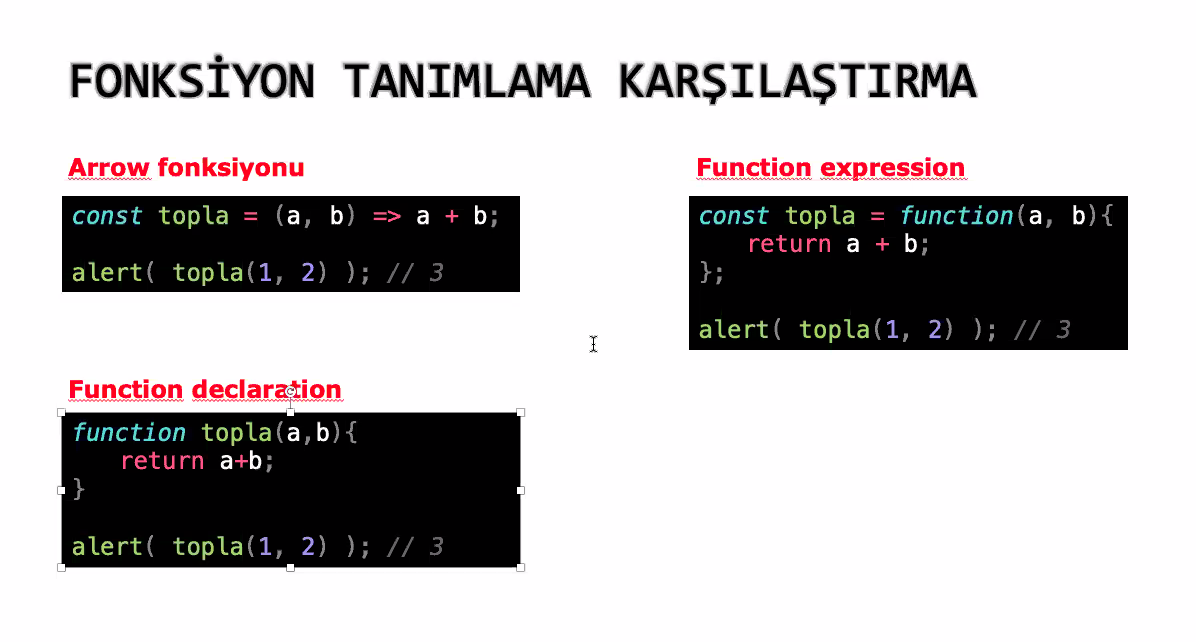 FONKSİYON TANIMLAMA KARŞILAŞTIRMA
Arrow fonksiyonu
const topla = (a, b) => a + b;
alert( topla(1, 2) ); // 3
Function expression
const topla = function(a, b){
return a + b;
};
alert( topla(1, 2) ); // 3
Function declaration
function topla(a,b){
return a+b;
}
alert( topla(1, 2) ); // 3